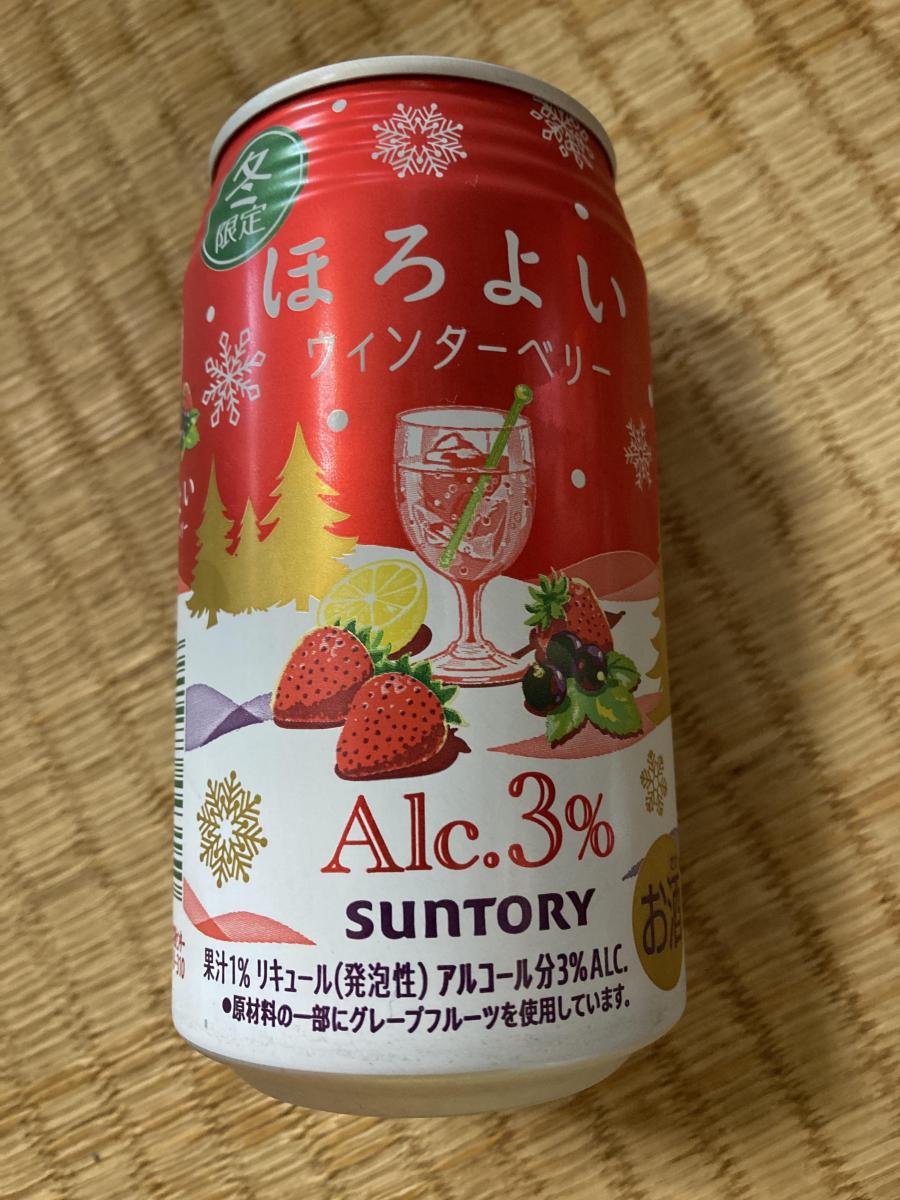 冬
限定
ほろよい
ウィンターベリー
Alc.3%
SUNTORY
果汁1% リキュール(発泡性) アルコール分3%ALC.
●原材料の一部にグレープフルーツを使用しています。
お酒